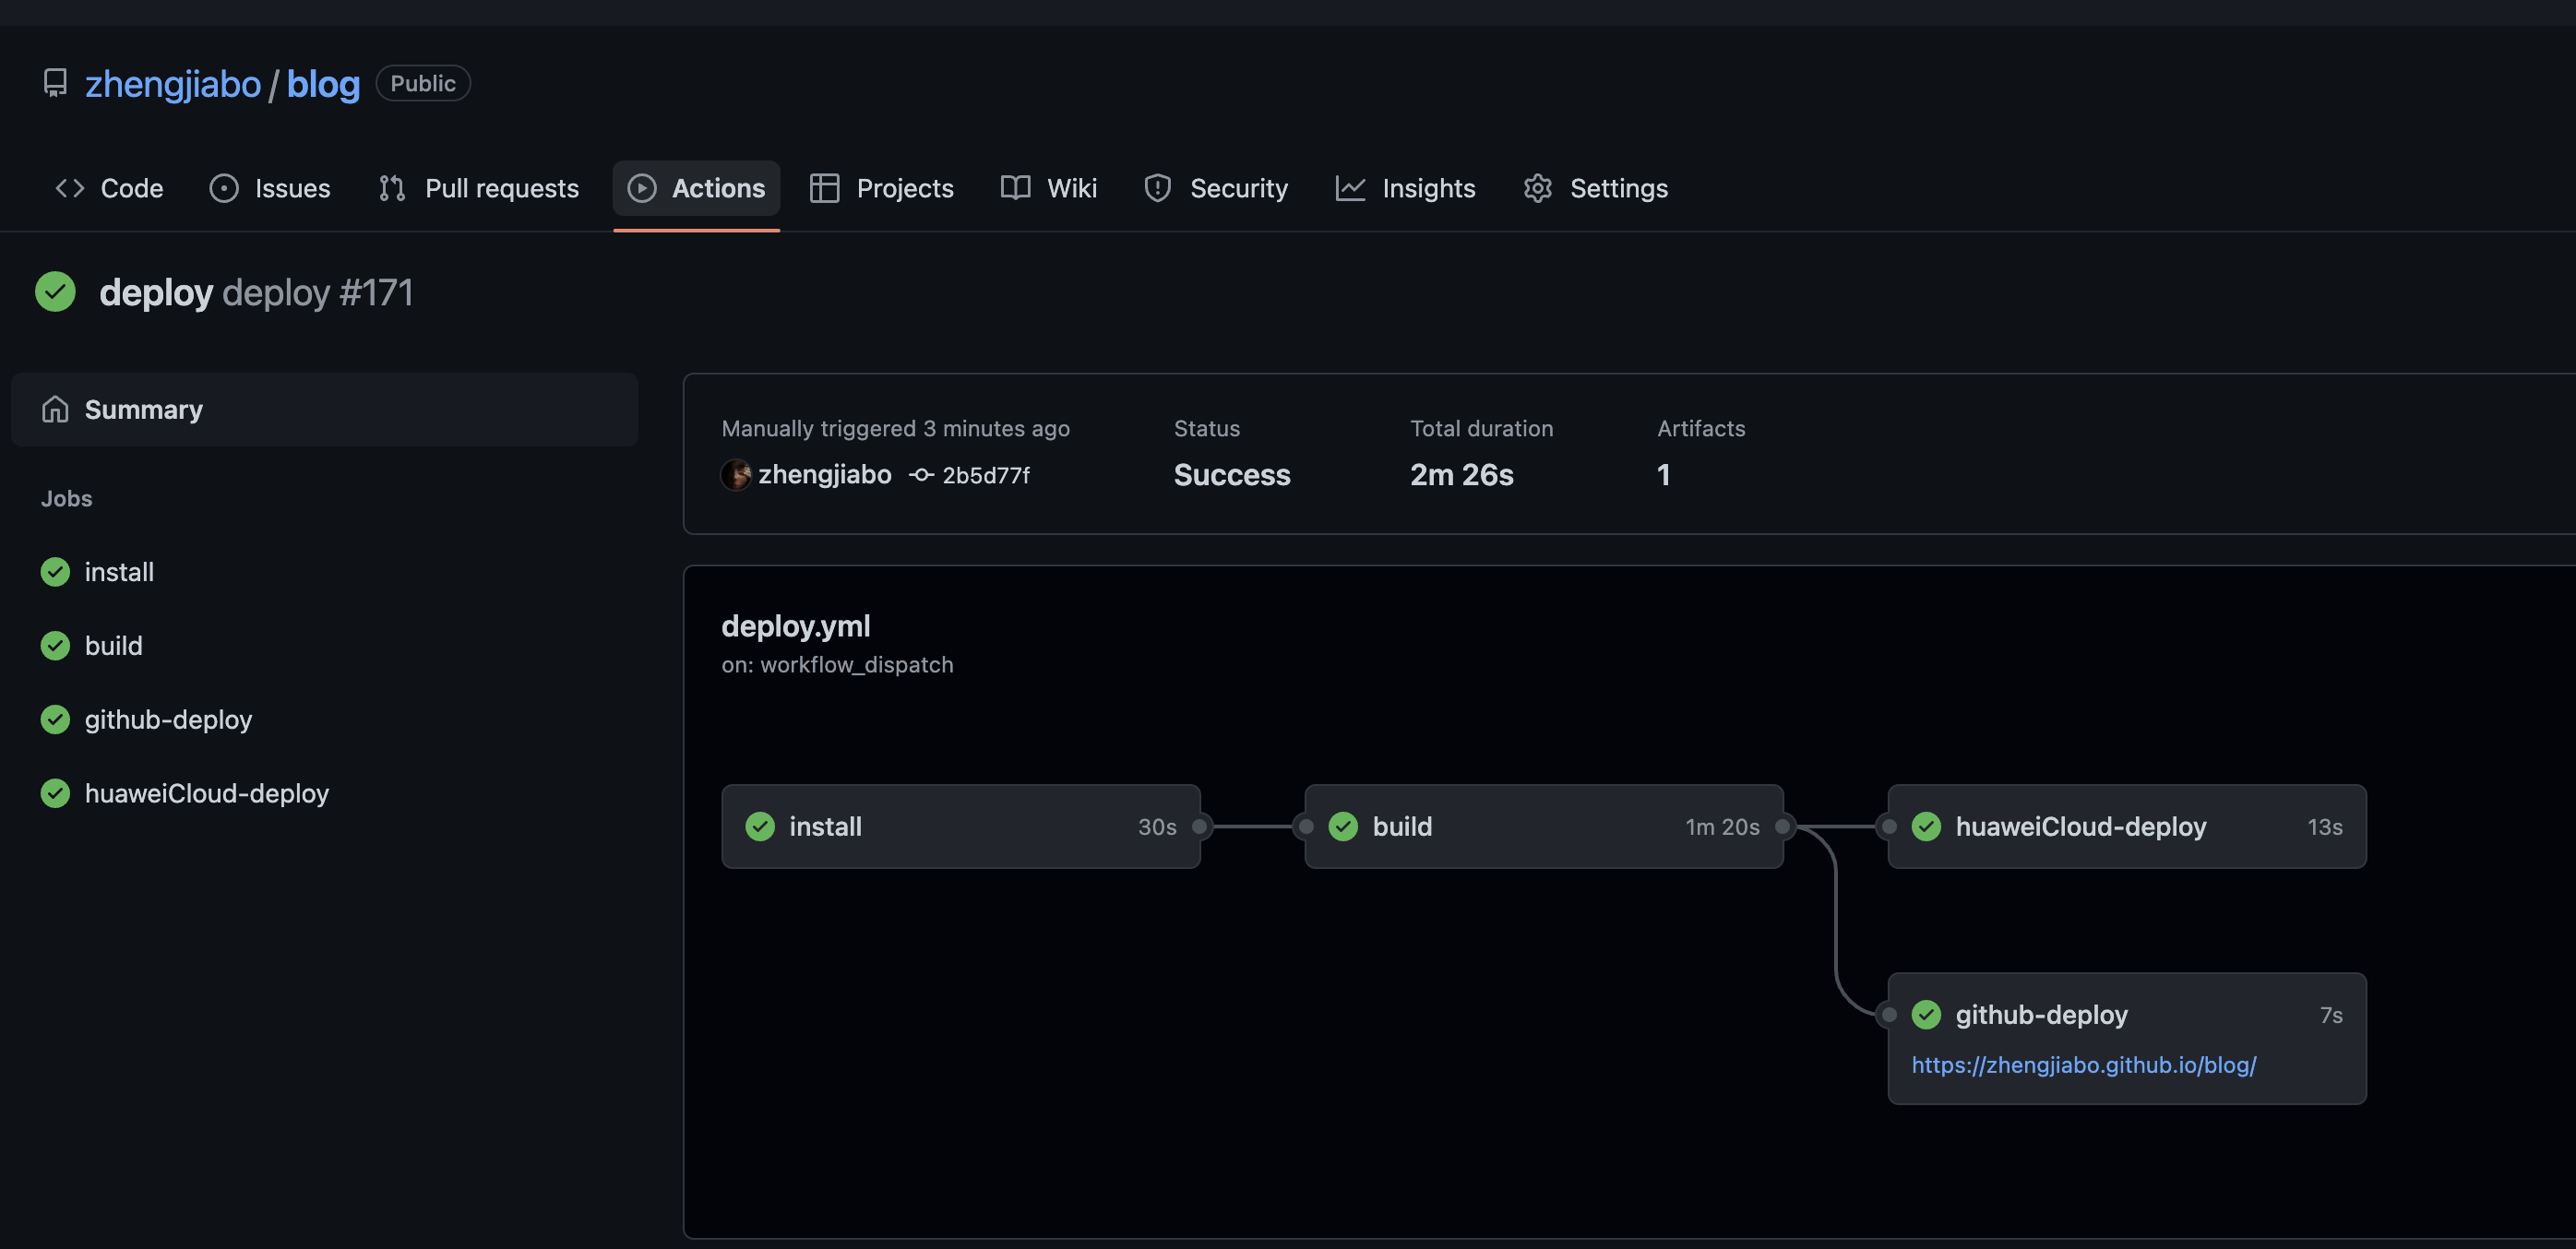 zhengjiabo / blog Public
Code Issues Pull requests Actions Projects Wiki Security Insights Settings
deploy deploy #171
Summary
Jobs
install
build
github-deploy
huaweiCloud-deploy
Manually triggered 3 minutes ago Status Total duration Artifacts
zhengjiabo 2b5d77f Success 2m 26s 1
deploy.yml
on: workflow_dispatch
install 30s build 1m 20s huaweiCloud-deploy 13s
github-deploy 7s
https://zhengjiabo.github.io/blog/